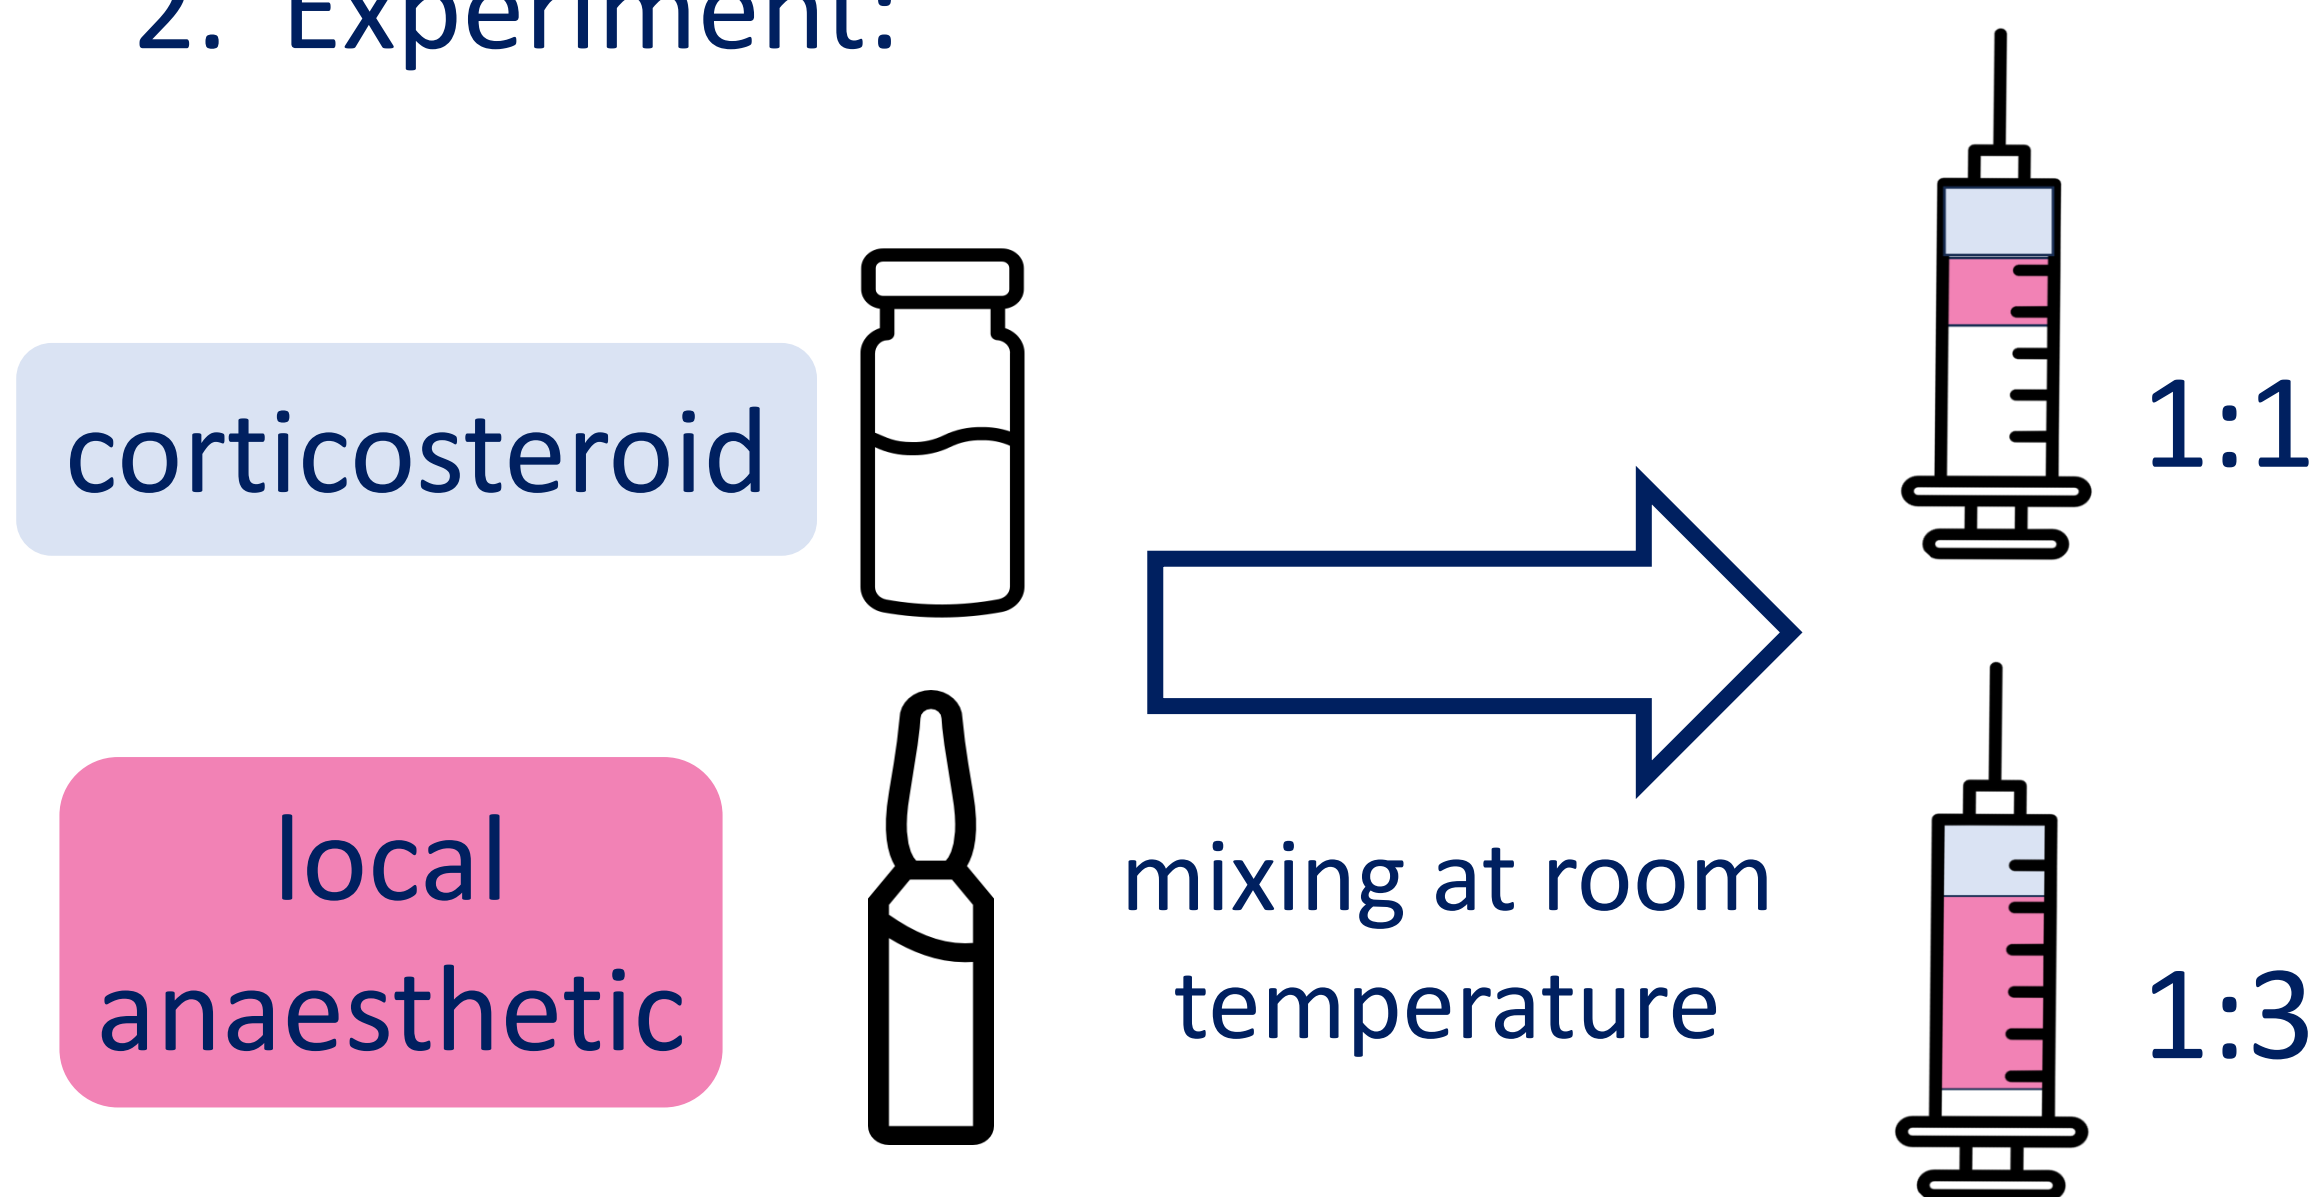 2. Experiment:
corticosteroid
local
anaesthetic
mixing at room
temperature
1:1
1:3